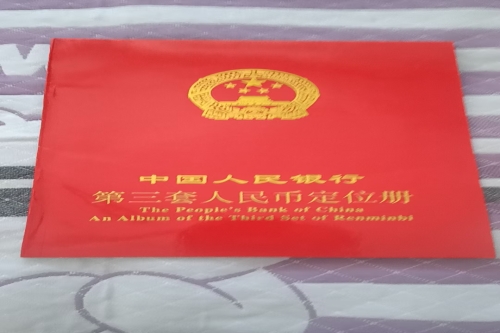 中国人民银行
第三套人民币定位册
The People's Bank of China
An Album of the Third Set of Renminbi